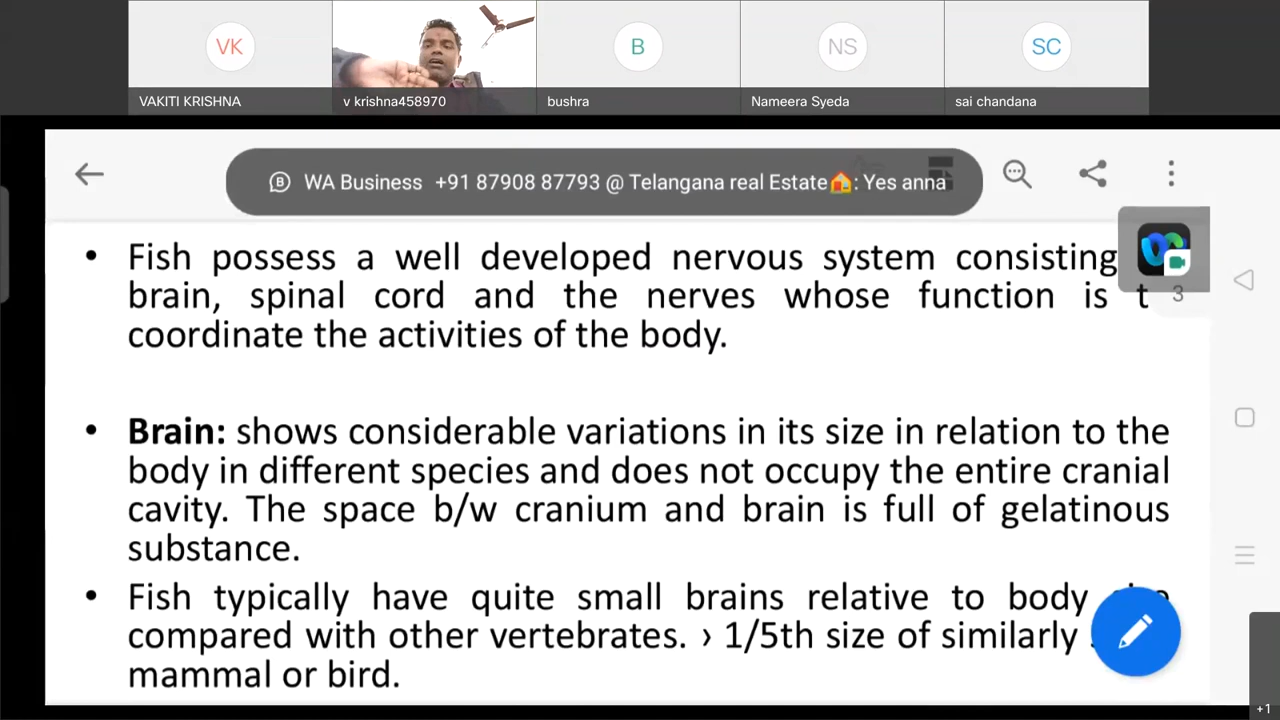 VK
B
NS
SC
VAKITI KRISHNA
v krishna458970
bushra
Nameera Syeda
sai chandana
WA Business +91 87908 87793 @ Telangana real Estate🏠: Yes anna
• Fish possess a well developed nervous system consisting
brain, spinal cord and the nerves whose function is t
3
coordinate the activities of the body.
• Brain: shows considerable variations in its size in relation to the
body in different species and does not occupy the entire cranial
cavity. The space b/w cranium and brain is full of gelatinous
substance.
• Fish typically have quite small brains relative to body
compared with other vertebrates. › 1/5th size of similarly
mammal or bird.
+1